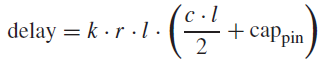 delay = k · r · l · (c · l / 2 + cap_pin)